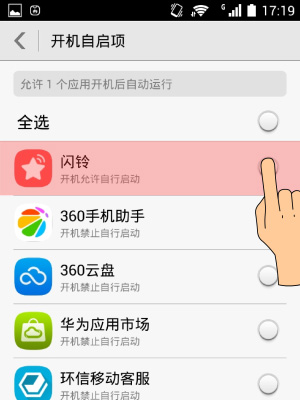 G 17:19
开机自启项
允许 1 个应用开机后自动运行
全选
闪铃
开机允许自行启动
360手机助手
开机禁止自行启动
360云盘
开机禁止自行启动
华为应用市场
开机禁止自行启动
环信移动客服
开机禁止自行启动